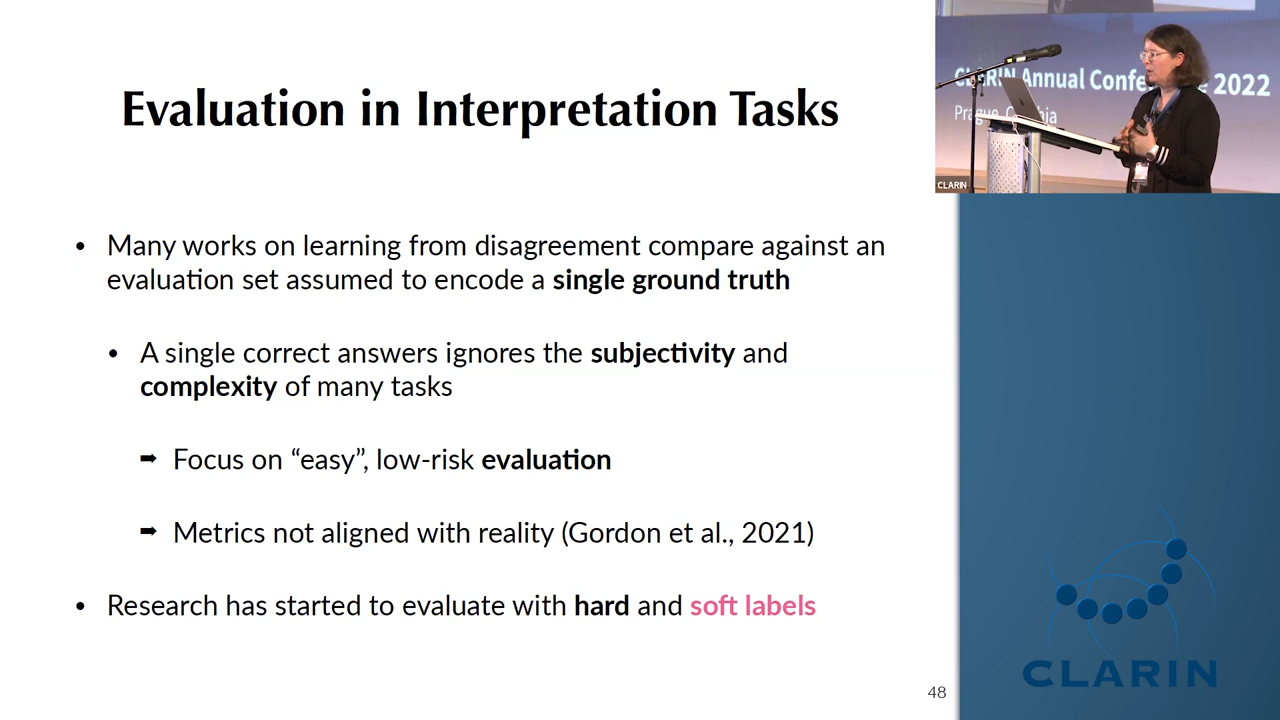 Evaluation in Interpretation Tasks
• Many works on learning from disagreement compare against an
evaluation set assumed to encode a single ground truth
• A single correct answers ignores the subjectivity and
complexity of many tasks
➡ Focus on “easy”, low-risk evaluation
➡ Metrics not aligned with reality (Gordon et al., 2021)
• Research has started to evaluate with hard and soft labels
48
CLARIN Annual Conference 2022
Prague,
CLARIN
CLARIN